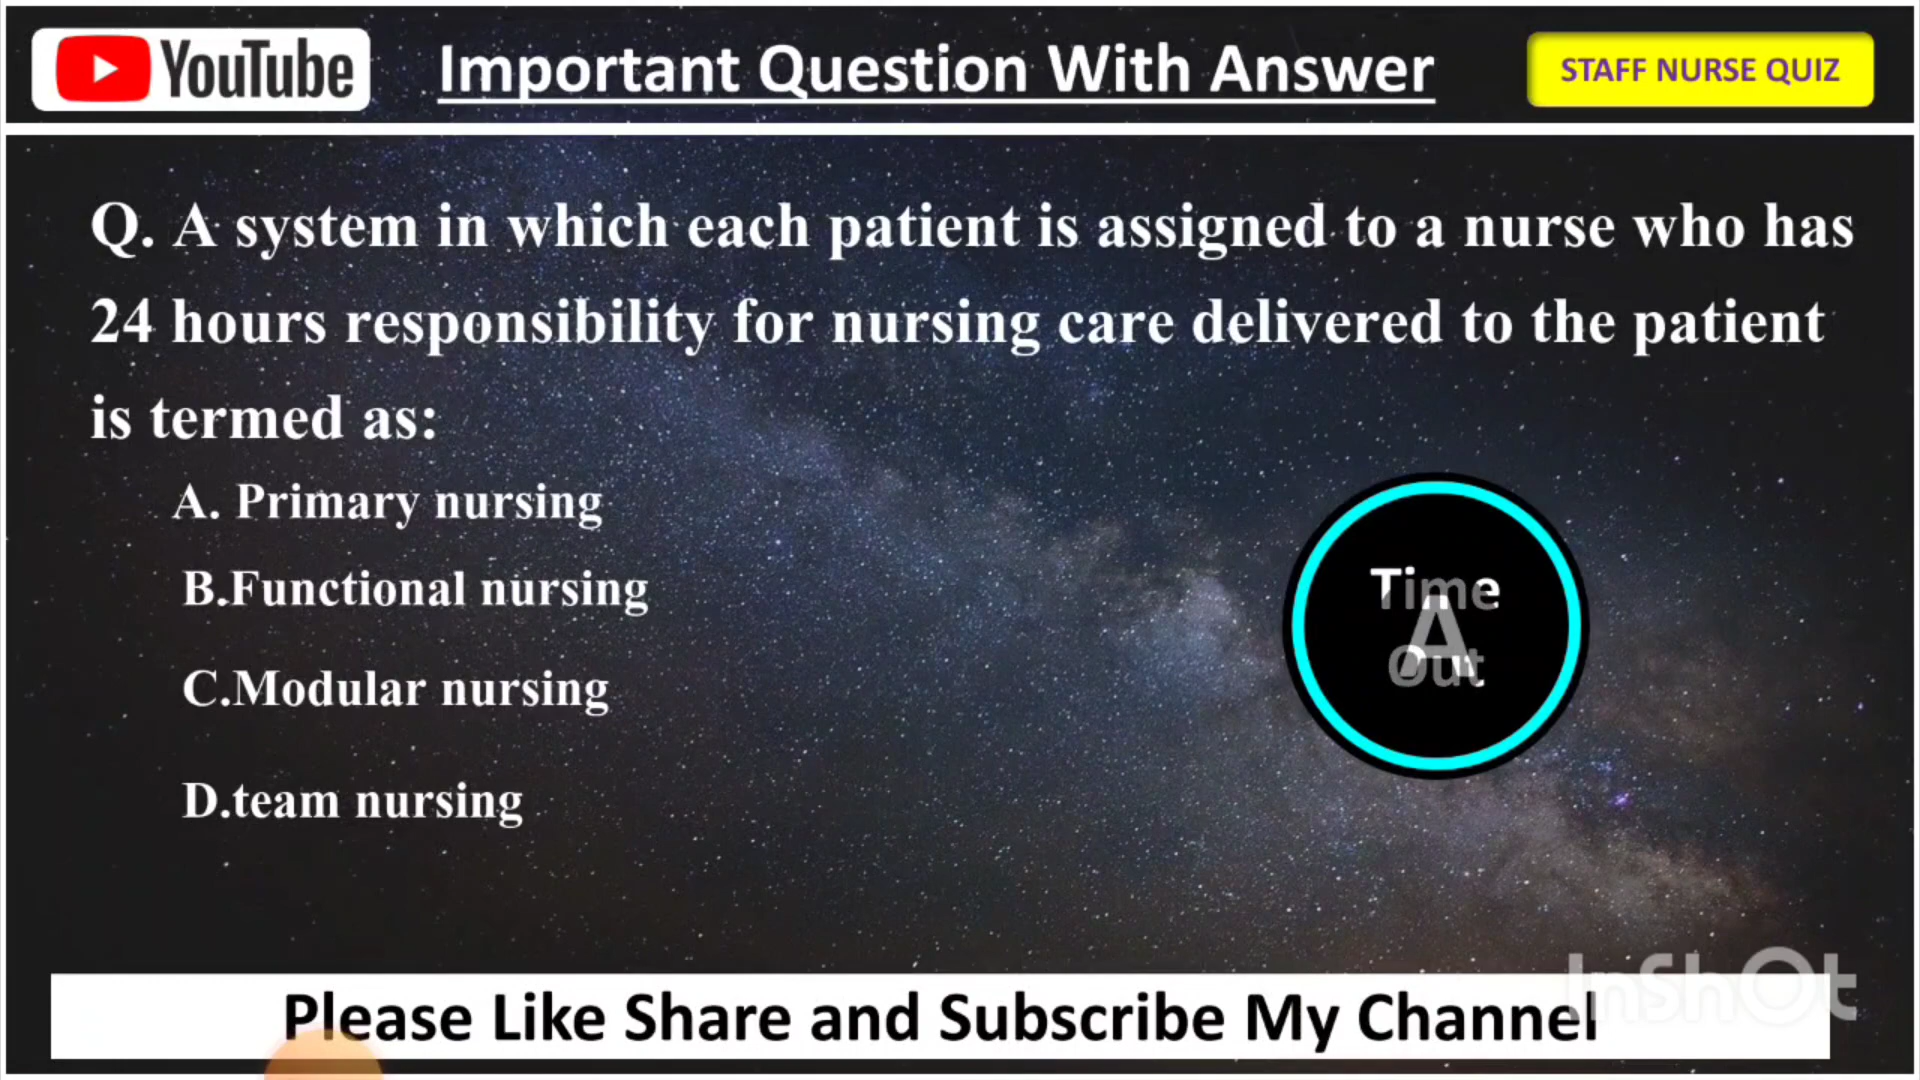 YouTube
Important Question With Answer
STAFF NURSE QUIZ
Q. A system in which each patient is assigned to a nurse who has
24 hours responsibility for nursing care delivered to the patient
is termed as:
A. Primary nursing
B.Functional nursing
C.Modular nursing
D.team nursing
Time
A
Out
InShOt
Please Like Share and Subscribe My Channel